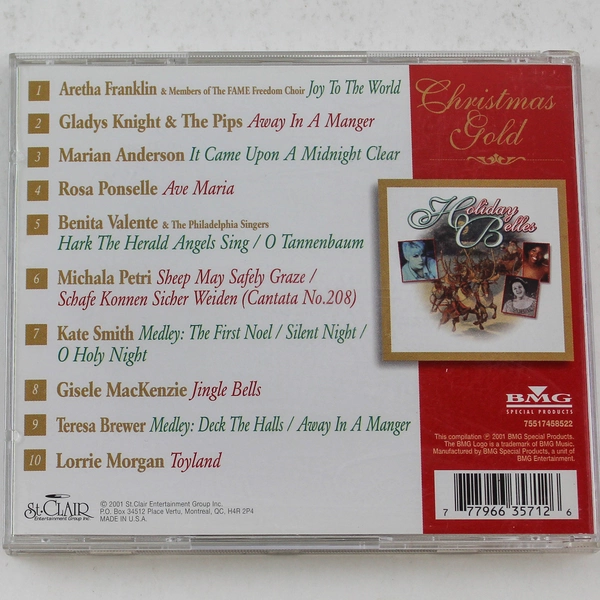 1 Aretha Franklin & Members of The FAME Freedom Choir Joy To The World
2 Gladys Knight & The Pips Away In A Manger
3 Marian Anderson It Came Upon A Midnight Clear
4 Rosa Ponselle Ave Maria
5 Benita Valente & The Philadelphia Singers
Hark The Herald Angels Sing / O Tannenbaum
6 Michala Petri Sheep May Safely Graze /
Schafe Konnen Sicher Weiden (Cantata No.208)
7 Kate Smith Medley: The First Noel / Silent Night /
O Holy Night
8 Gisele MacKenzie Jingle Bells
9 Teresa Brewer Medley: Deck The Halls / Away In A Manger
10 Lorrie Morgan Toyland
Christmas
Gold
Holiday
Belles
BMG
SPECIAL PRODUCTS
75517458522
This compilation ℗ 2001 BMG Special Products.
The BMG Logo is a trademark of BMG Music.
Manufactured by BMG Special Products, a unit of
BMG Entertainment.
7 77966 35712 6
St.CLAIR
Entertainment Group Inc.
© 2001 St.Clair Entertainment Group Inc.
P.O. Box 34512 Place Vertu, Montreal, QC, H4R 2P4
MADE IN U.S.A.